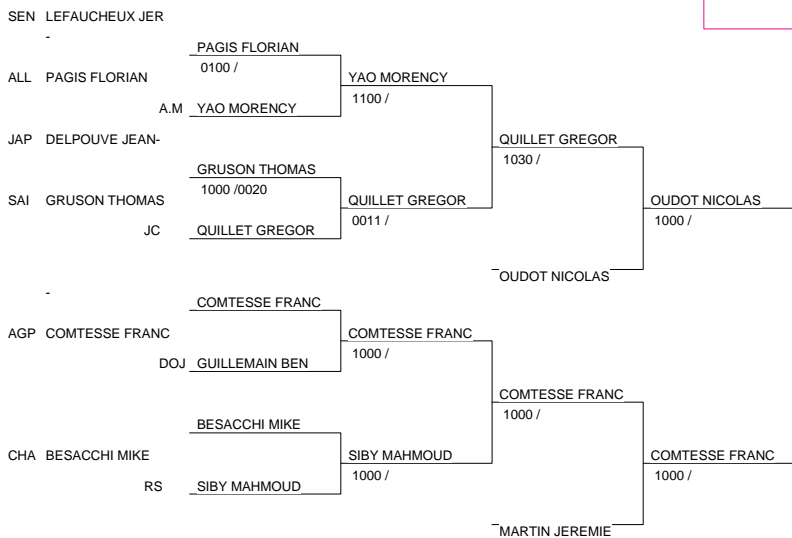 SEN LEFAUCHEUX JER
-
PAGIS FLORIAN
0100 /
ALL PAGIS FLORIAN
YAO MORENCY
1100 /
A.M YAO MORENCY
JAP DELPOUVE JEAN-
QUILLET GREGOR
1030 /
GRUSON THOMAS
1000 /0020
SAI GRUSON THOMAS
QUILLET GREGOR
0011 /
OUDOT NICOLAS
1000 /
JC QUILLET GREGOR
OUDOT NICOLAS
-
COMTESSE FRANC
AGP COMTESSE FRANC
COMTESSE FRANC
1000 /
DOJ GUILLEMAIN BEN
COMTESSE FRANC
1000 /
BESACCHI MIKE
CHA BESACCHI MIKE
SIBY MAHMOUD
1000 /
COMTESSE FRANC
1000 /
RS SIBY MAHMOUD
MARTIN JEREMIE